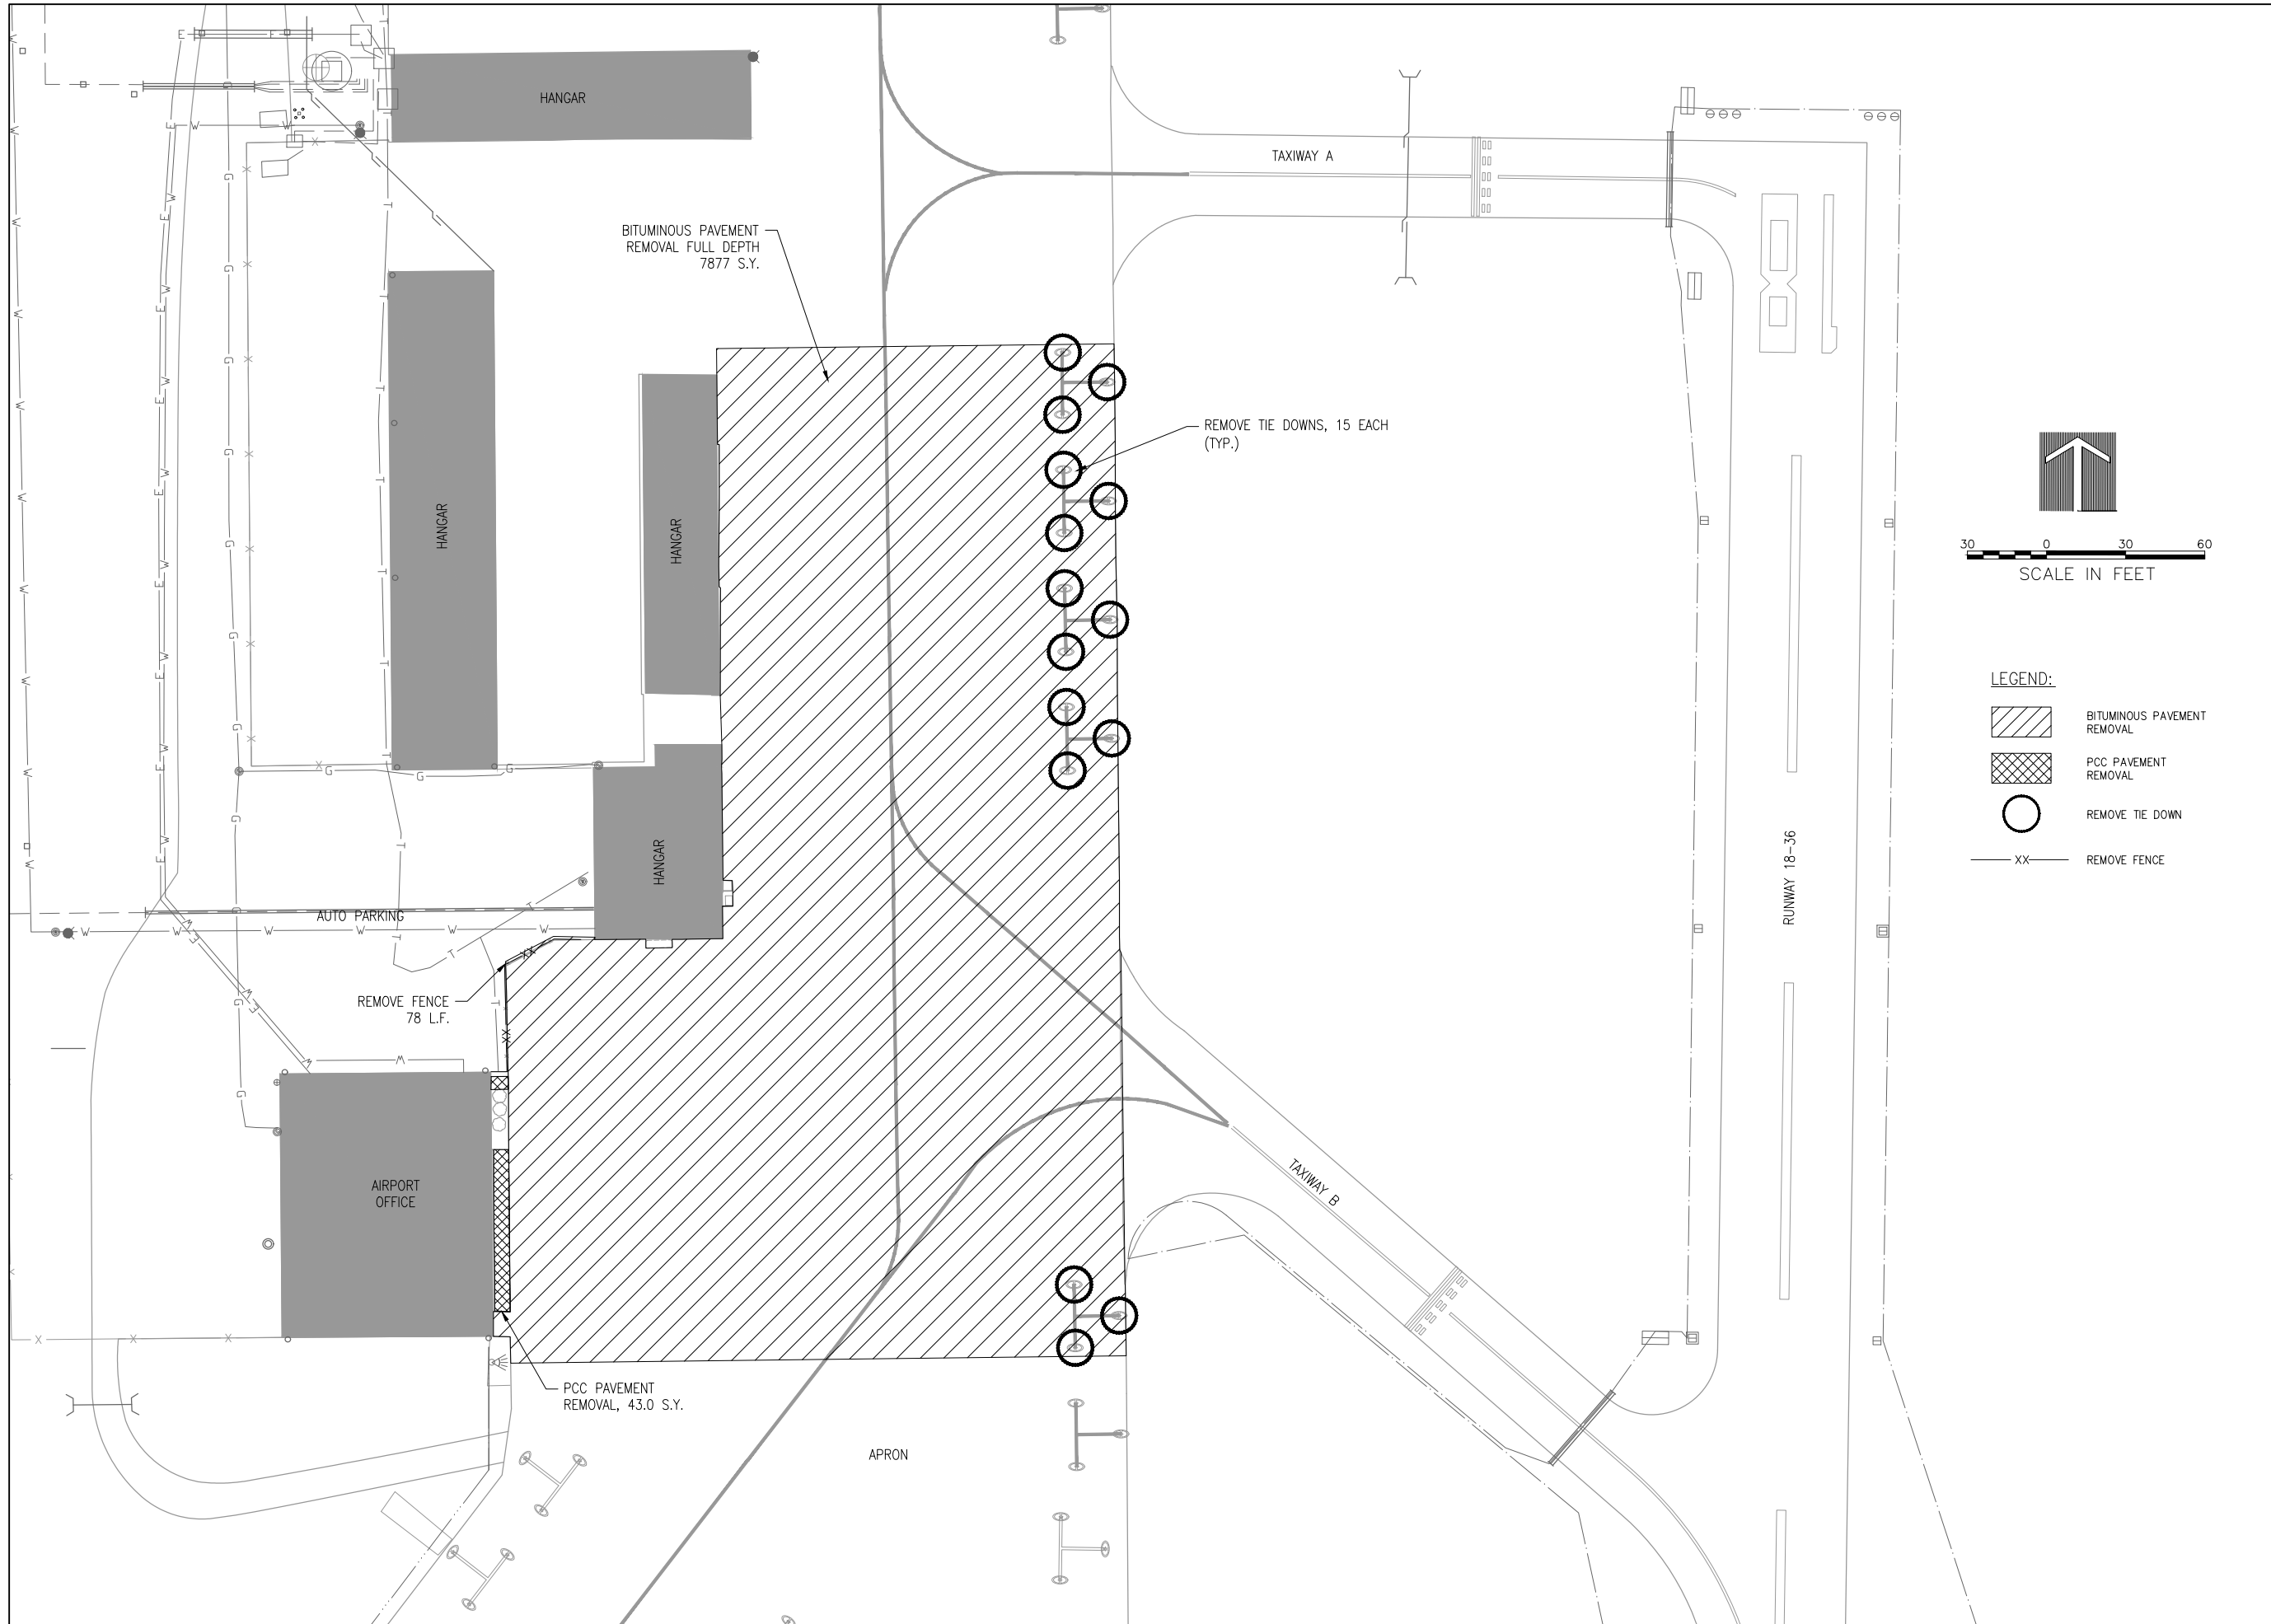 HANGAR
TAXIWAY A
BITUMINOUS PAVEMENT
REMOVAL FULL DEPTH
7877 S.Y.
REMOVE TIE DOWNS, 15 EACH
(TYP.)
HANGAR
HANGAR
30 0 30 60
SCALE IN FEET
LEGEND:
BITUMINOUS PAVEMENT
REMOVAL
PCC PAVEMENT
REMOVAL
REMOVE TIE DOWN
XX
REMOVE FENCE
HANGAR
RUNWAY 18-36
AUTO PARKING
REMOVE FENCE
78 L.F.
XX
AIRPORT
OFFICE
TAXIWAY B
PCC PAVEMENT
REMOVAL, 43.0 S.Y.
APRON